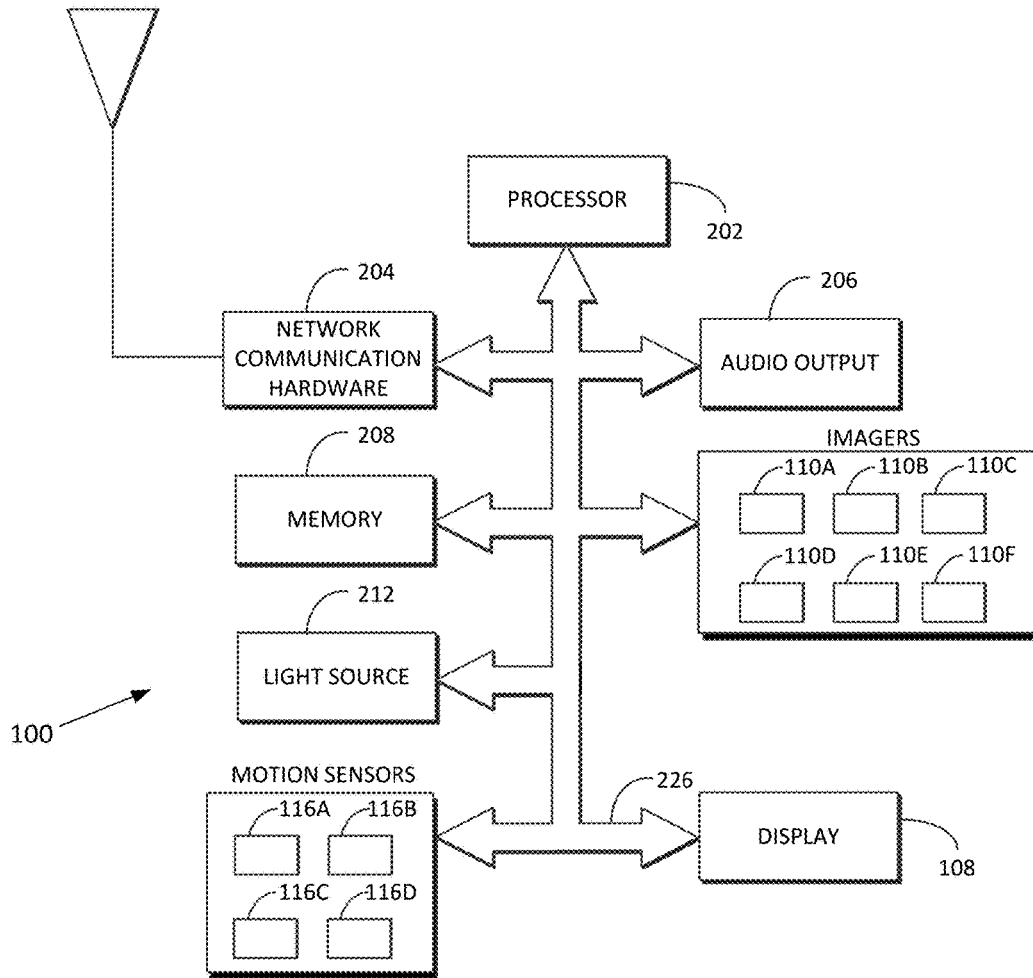 PROCESSOR
202
204
NETWORK
COMMUNICATION
HARDWARE
206
AUDIO OUTPUT
208
MEMORY
IMAGERS
110A
110B
110C
110D
110E
110F
212
LIGHT SOURCE
100
MOTION SENSORS
116A
116B
116C
116D
226
DISPLAY
108